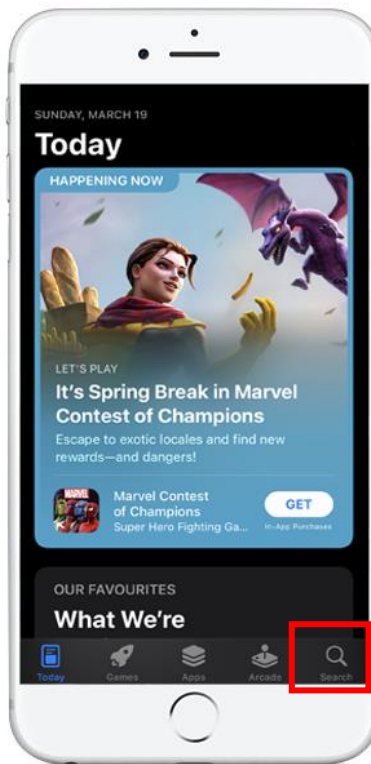 SUNDAY, MARCH 19
Today
HAPPENING NOW
LET'S PLAY
It's Spring Break in Marvel
Contest of Champions
Escape to exotic locales and find new
rewards—and dangers!
MARVEL
Marvel Contest
of Champions
Super Hero Fighting Ga...
GET
In-App Purchases
OUR FAVOURITES
What We're
Today
Games
Apps
Arcade
Search